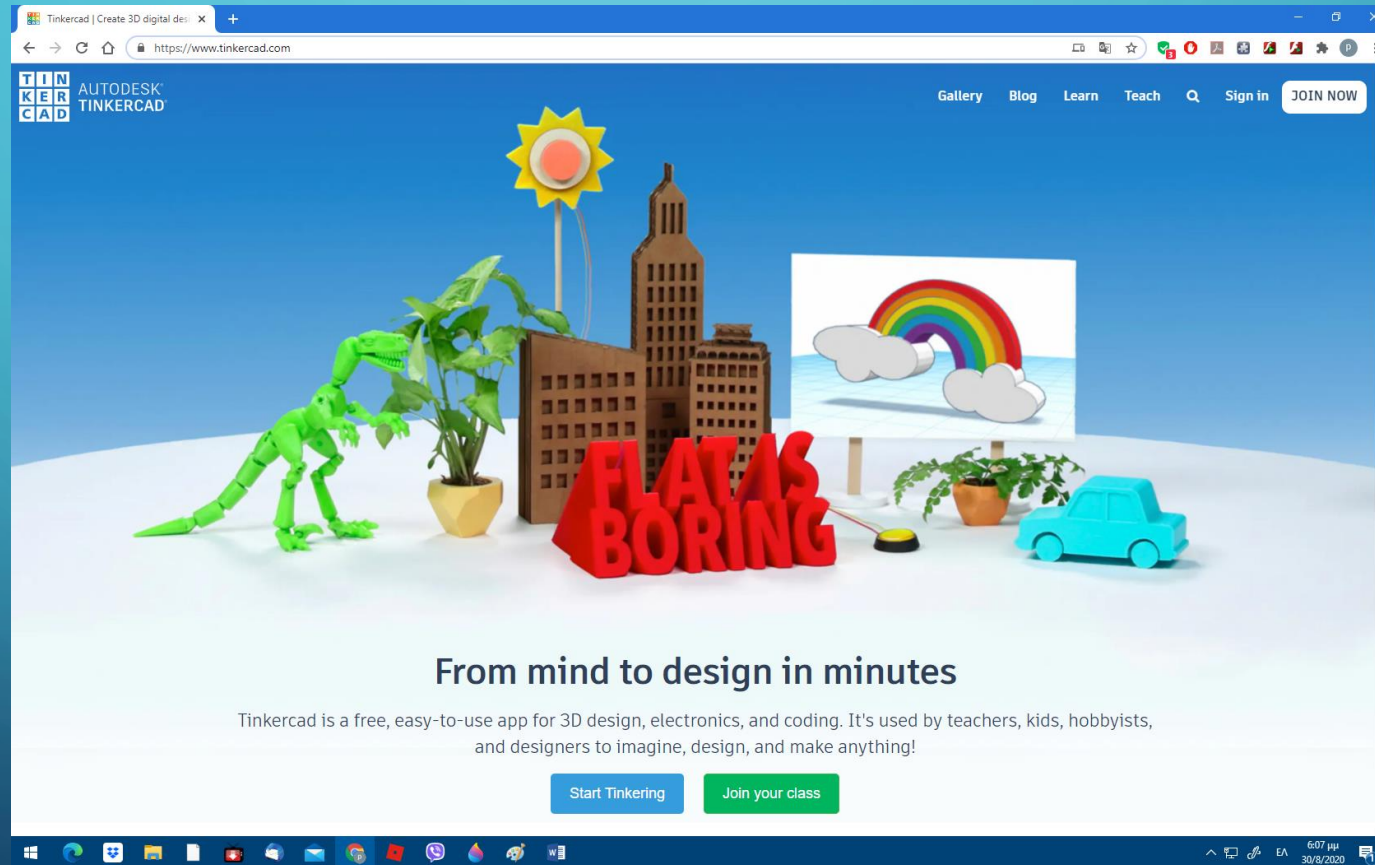 Tinkercad | Create 3D digital des
https://www.tinkercad.com
TIN
KER
CAD
AUTODESK®
TINKERCAD®
Gallery Blog Learn Teach Sign in JOIN NOW
FLAT IS
BORING
From mind to design in minutes
Tinkercad is a free, easy-to-use app for 3D design, electronics, and coding. It's used by teachers, kids, hobbyists,
and designers to imagine, design, and make anything!
Start Tinkering Join your class
ΕΛ 6:07 μμ
30/8/2020